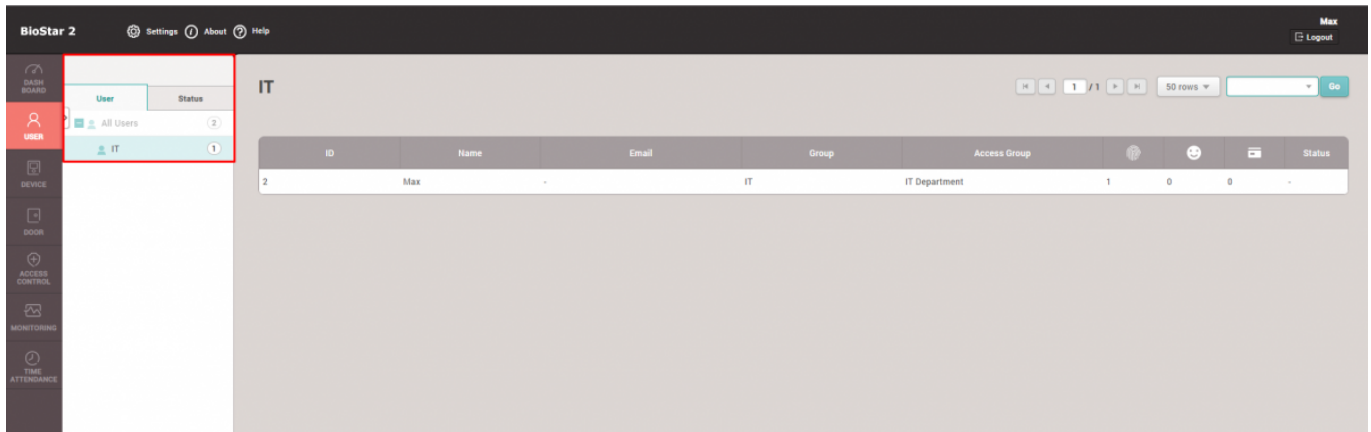 BioStar 2 Settings About Help
Max
Logout
DASH
BOARD
USER
DEVICE
DOOR
ACCESS
CONTROL
MONITORING
TIME
ATTENDANCE
User Status
All Users 2
IT 1
IT
1 / 1 50 rows Go
ID Name Email Group Access Group Status
2 Max - IT IT Department 1 0 0 -